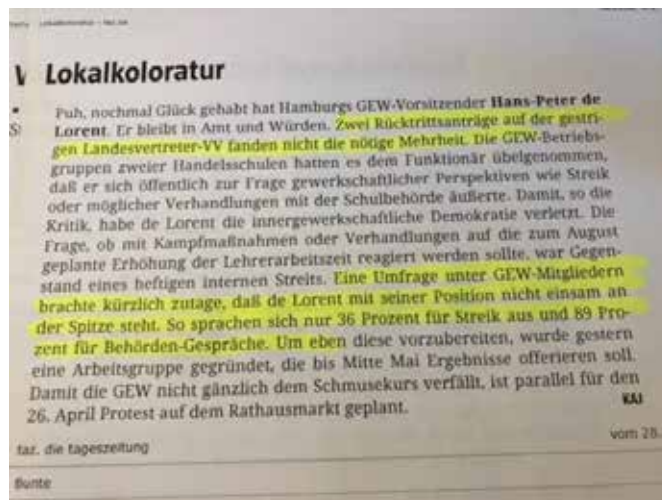 Lokalkoloratur
Puh, nochmal Glück gehabt hat Hamburgs GEW-Vorsitzender Hans-Peter de
Lorent. Er bleibt in Amt und Würden. Zwei Rücktrittsanträge auf der gestri-
gen Landesvertreter-VV fanden nicht die nötige Mehrheit. Die GEW-Betriebs-
gruppen zweier Handelsschulen hatten es dem Funktionär übelgenommen,
daß er sich öffentlich zur Frage gewerkschaftlicher Perspektiven wie Streik
oder möglicher Verhandlungen mit der Schulbehörde äußerte. Damit, so die
Kritik, habe de Lorent die innergewerkschaftliche Demokratie verletzt. Die
Frage, ob mit Kampfmaßnahmen oder Verhandlungen auf die zum August
geplante Erhöhung der Lehrerarbeitszeit reagiert werden sollte, war Gegen-
stand eines heftigen internen Streits. Eine Umfrage unter GEW-Mitgliedern
brachte kürzlich zutage, daß de Lorent mit seiner Position nicht einsam an
der Spitze steht. So sprachen sich nur 36 Prozent für Streik aus und 89 Pro-
zent für Behörden-Gespräche. Um eben diese vorzubereiten, wurde gestern
eine Arbeitsgruppe gegründet, die bis Mitte Mai Ergebnisse offerieren soll.
Damit die GEW nicht gänzlich dem Schmusekurs verfällt, ist parallel für den
26. April Protest auf dem Rathausmarkt geplant.
KAJ
taz, die tageszeitung
vom 28.
Bunte